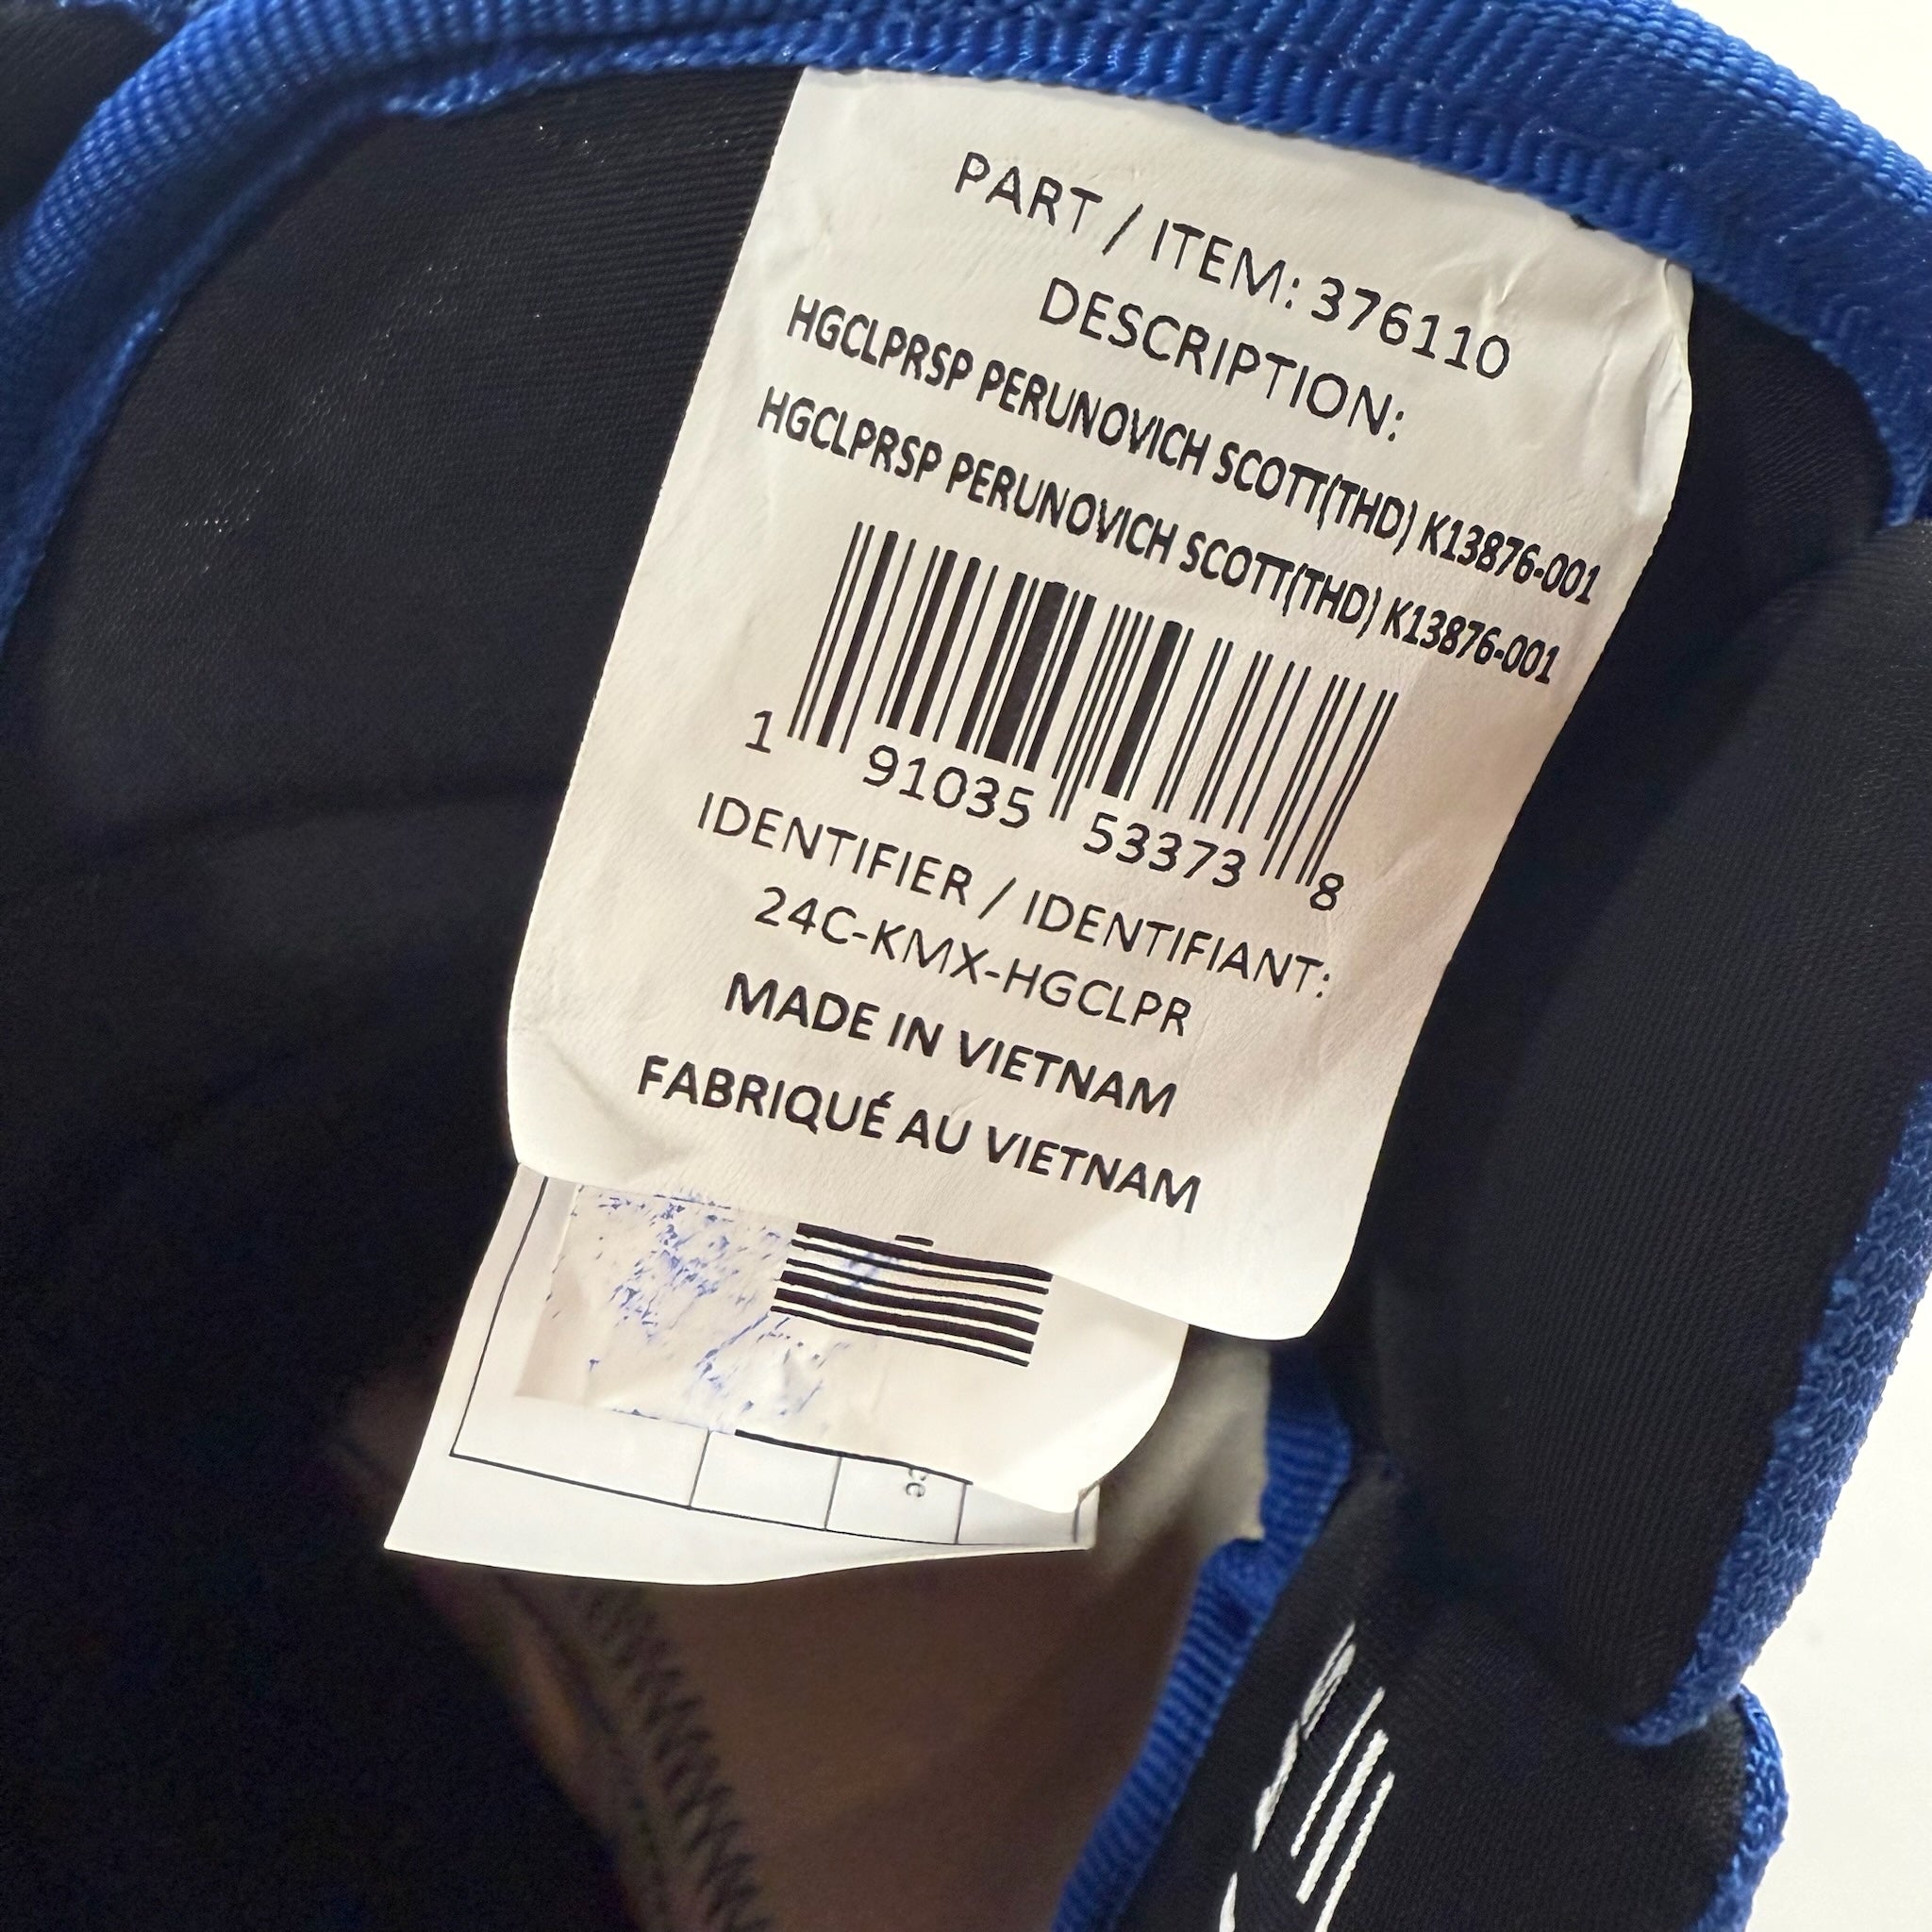 PART / ITEM: 376110
DESCRIPTION:
HGCLPRSP PERUNOVICH SCOTT(THD) K13876-001
HGCLPRSP PERUNOVICH SCOTT(THD) K13876-001
1 91035 53373 8
IDENTIFIER / IDENTIFIANT:
24C-KMX-HGCLPR
MADE IN VIETNAM
FABRIQUÉ AU VIETNAM